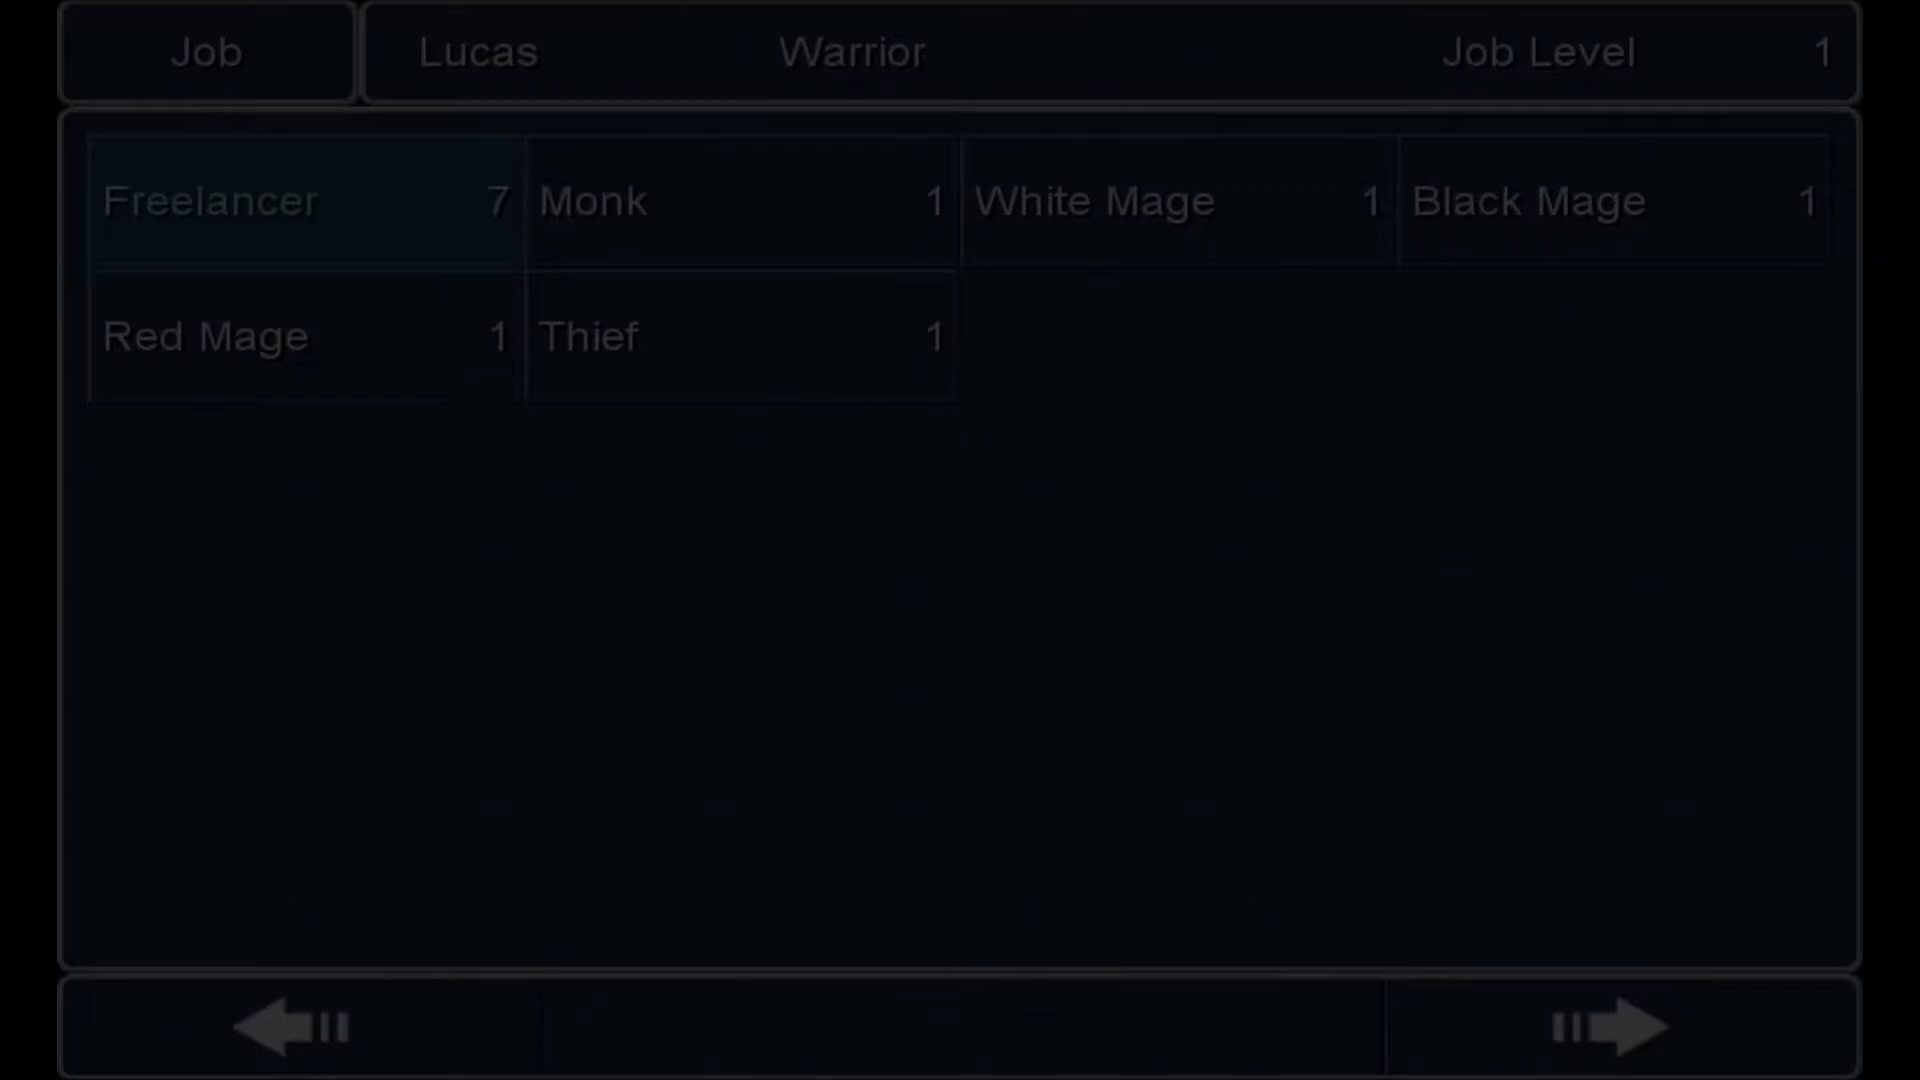 Job Lucas Warrior Job Level 1
Freelancer 7 Monk 1 White Mage 1 Black Mage 1
Red Mage 1 Thief 1